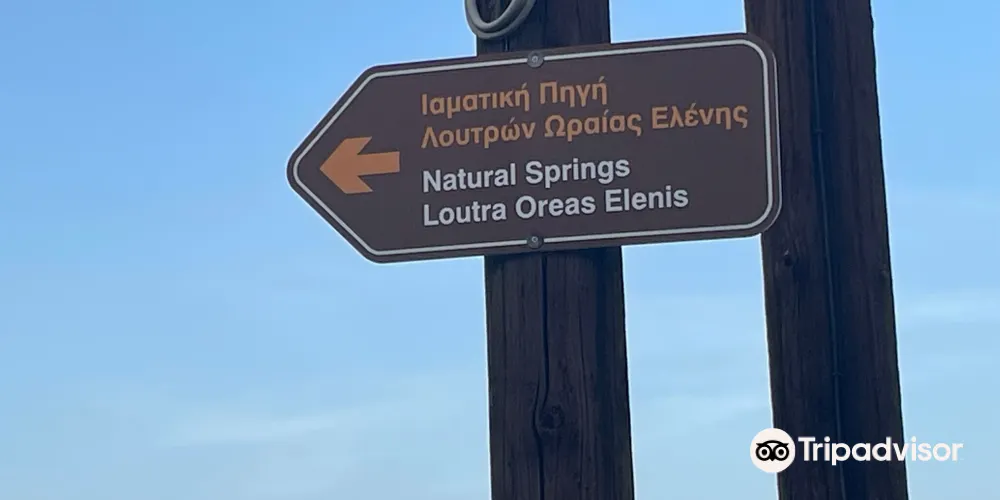 Ιαματική Πηγή
Λουτρών Ωραίας Ελένης
Natural Springs
Loutra Oreas Elenis
Tripadvisor